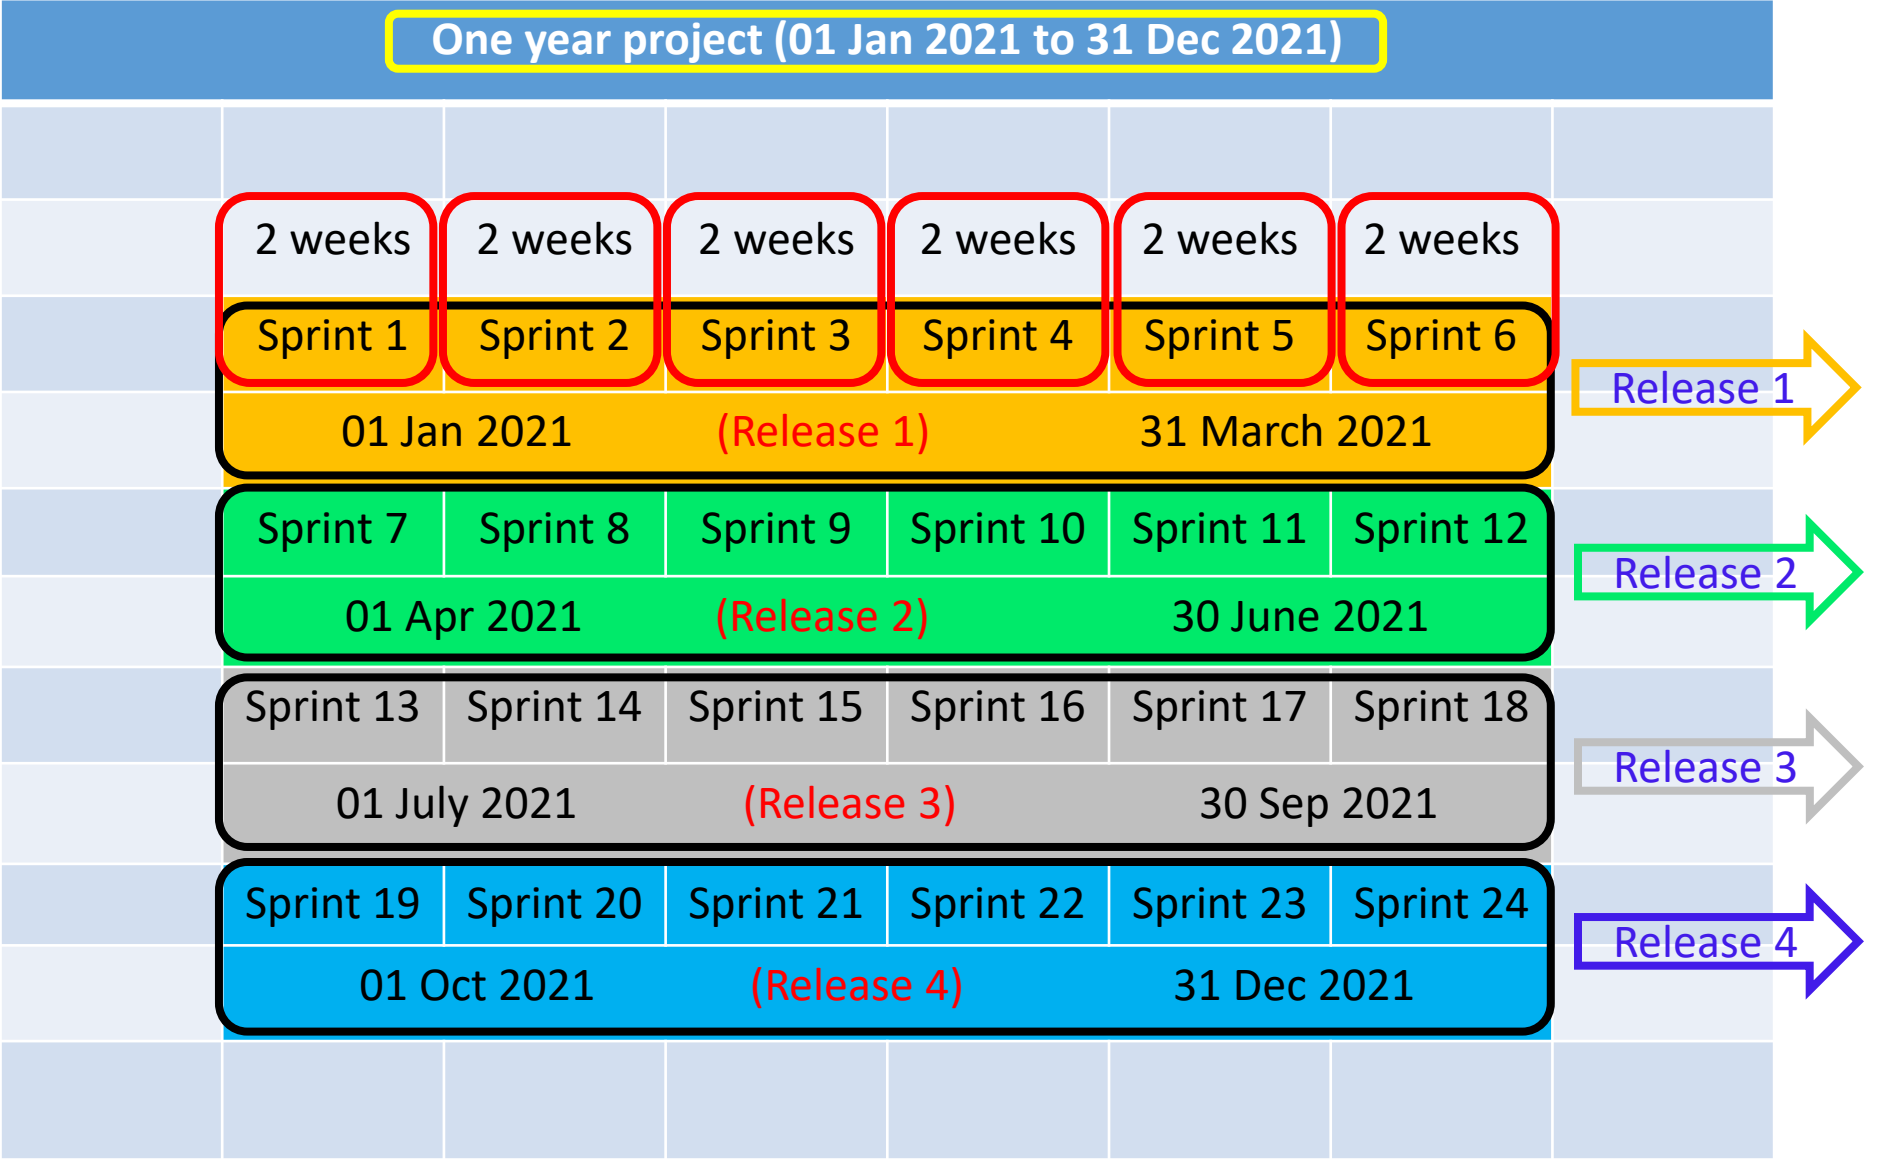 One year project (01 Jan 2021 to 31 Dec 2021)
2 weeks 2 weeks 2 weeks 2 weeks 2 weeks 2 weeks
Sprint 1 Sprint 2 Sprint 3 Sprint 4 Sprint 5 Sprint 6
Release 1
01 Jan 2021 (Release 1) 31 March 2021
Sprint 7 Sprint 8 Sprint 9 Sprint 10 Sprint 11 Sprint 12
Release 2
01 Apr 2021 (Release 2) 30 June 2021
Sprint 13 Sprint 14 Sprint 15 Sprint 16 Sprint 17 Sprint 18
Release 3
01 July 2021 (Release 3) 30 Sep 2021
Sprint 19 Sprint 20 Sprint 21 Sprint 22 Sprint 23 Sprint 24
Release 4
01 Oct 2021 (Release 4) 31 Dec 2021